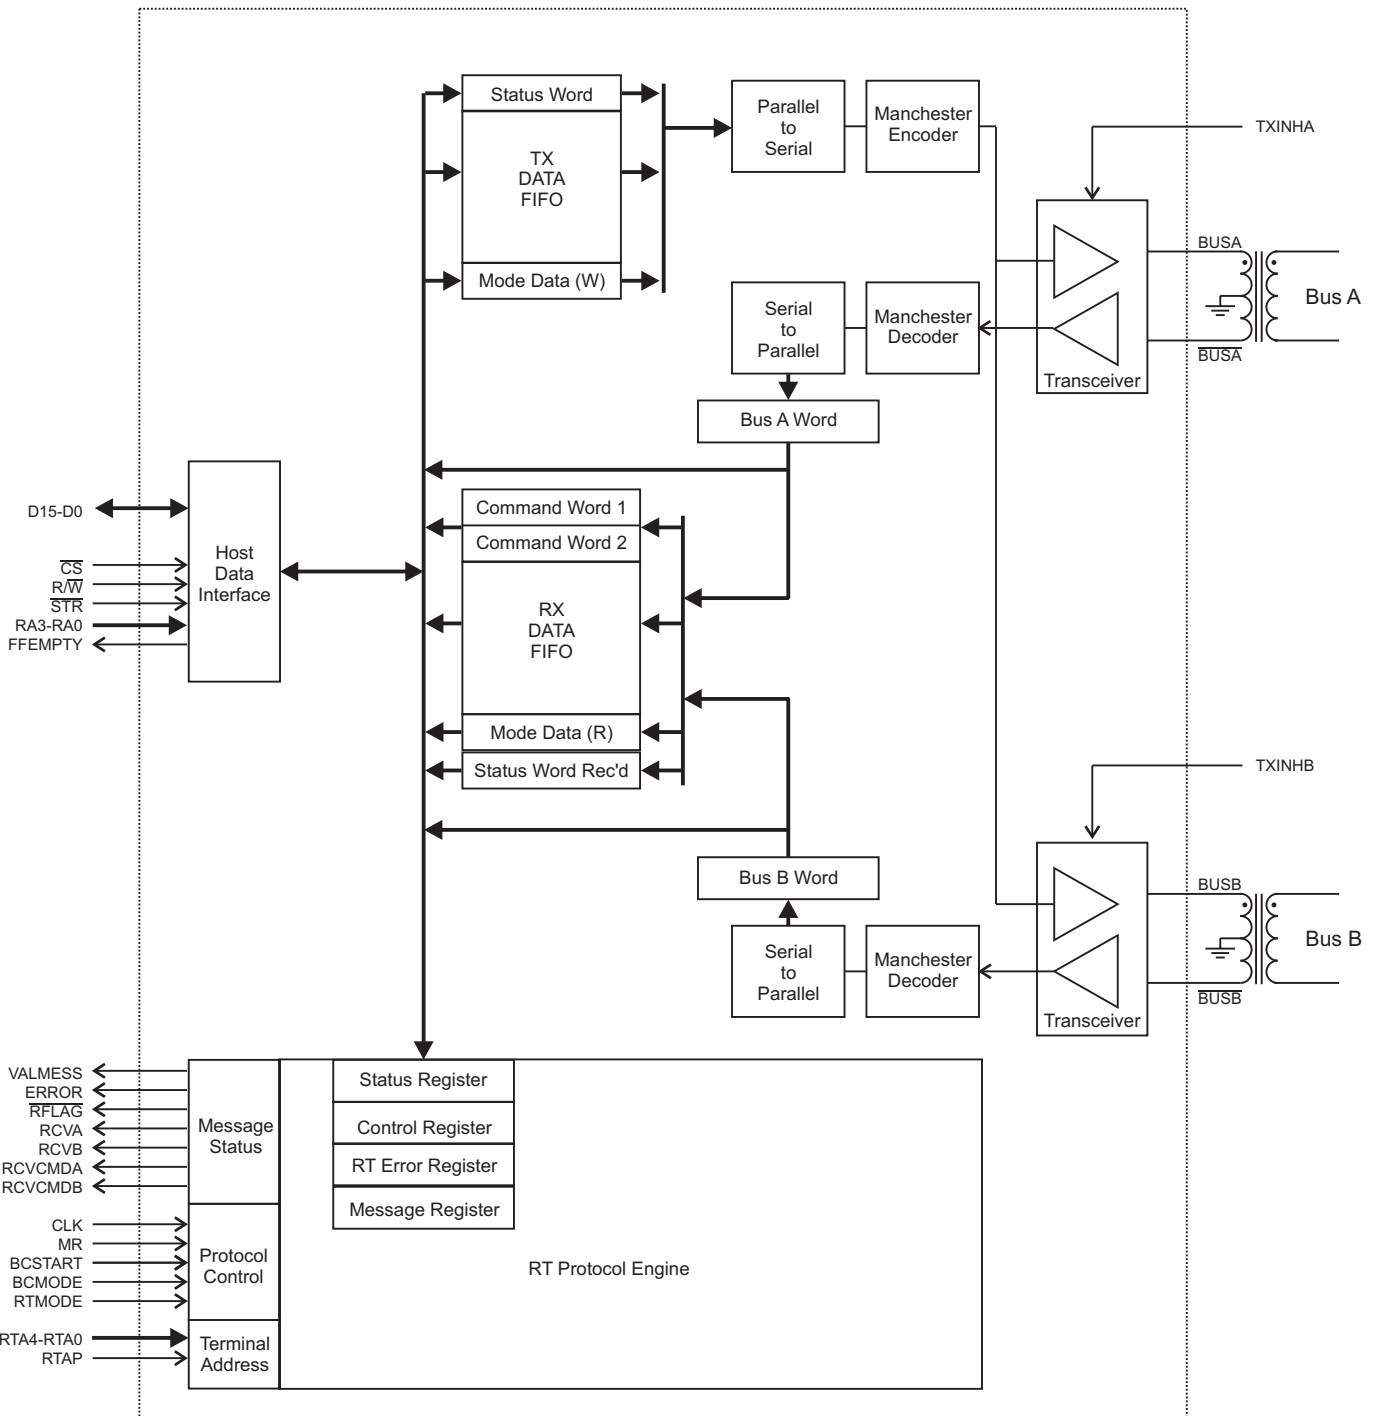 Status Word
TX
DATA
FIFO
Mode Data (W)
Parallel
to
Serial
Manchester
Encoder
TXINHA
Serial
to
Parallel
Manchester
Decoder
Transceiver
BUSA
BUSA
Bus A
Bus A Word
D15-D0
CS
R/W
STR
RA3-RA0
FFEMPTY
Host
Data
Interface
Command Word 1
Command Word 2
RX
DATA
FIFO
Mode Data (R)
Status Word Rec'd
TXINHB
Bus B Word
Serial
to
Parallel
Manchester
Decoder
Transceiver
BUSB
BUSB
Bus B
VALMESS
ERROR
RFLAG
RCVA
RCVB
RCVCMDA
RCVCMDB
Message
Status
Status Register
Control Register
RT Error Register
Message Register
CLK
MR
BCSTART
BCMODE
RTMODE
Protocol
Control
RT Protocol Engine
RTA4-RTA0
RTAP
Terminal
Address